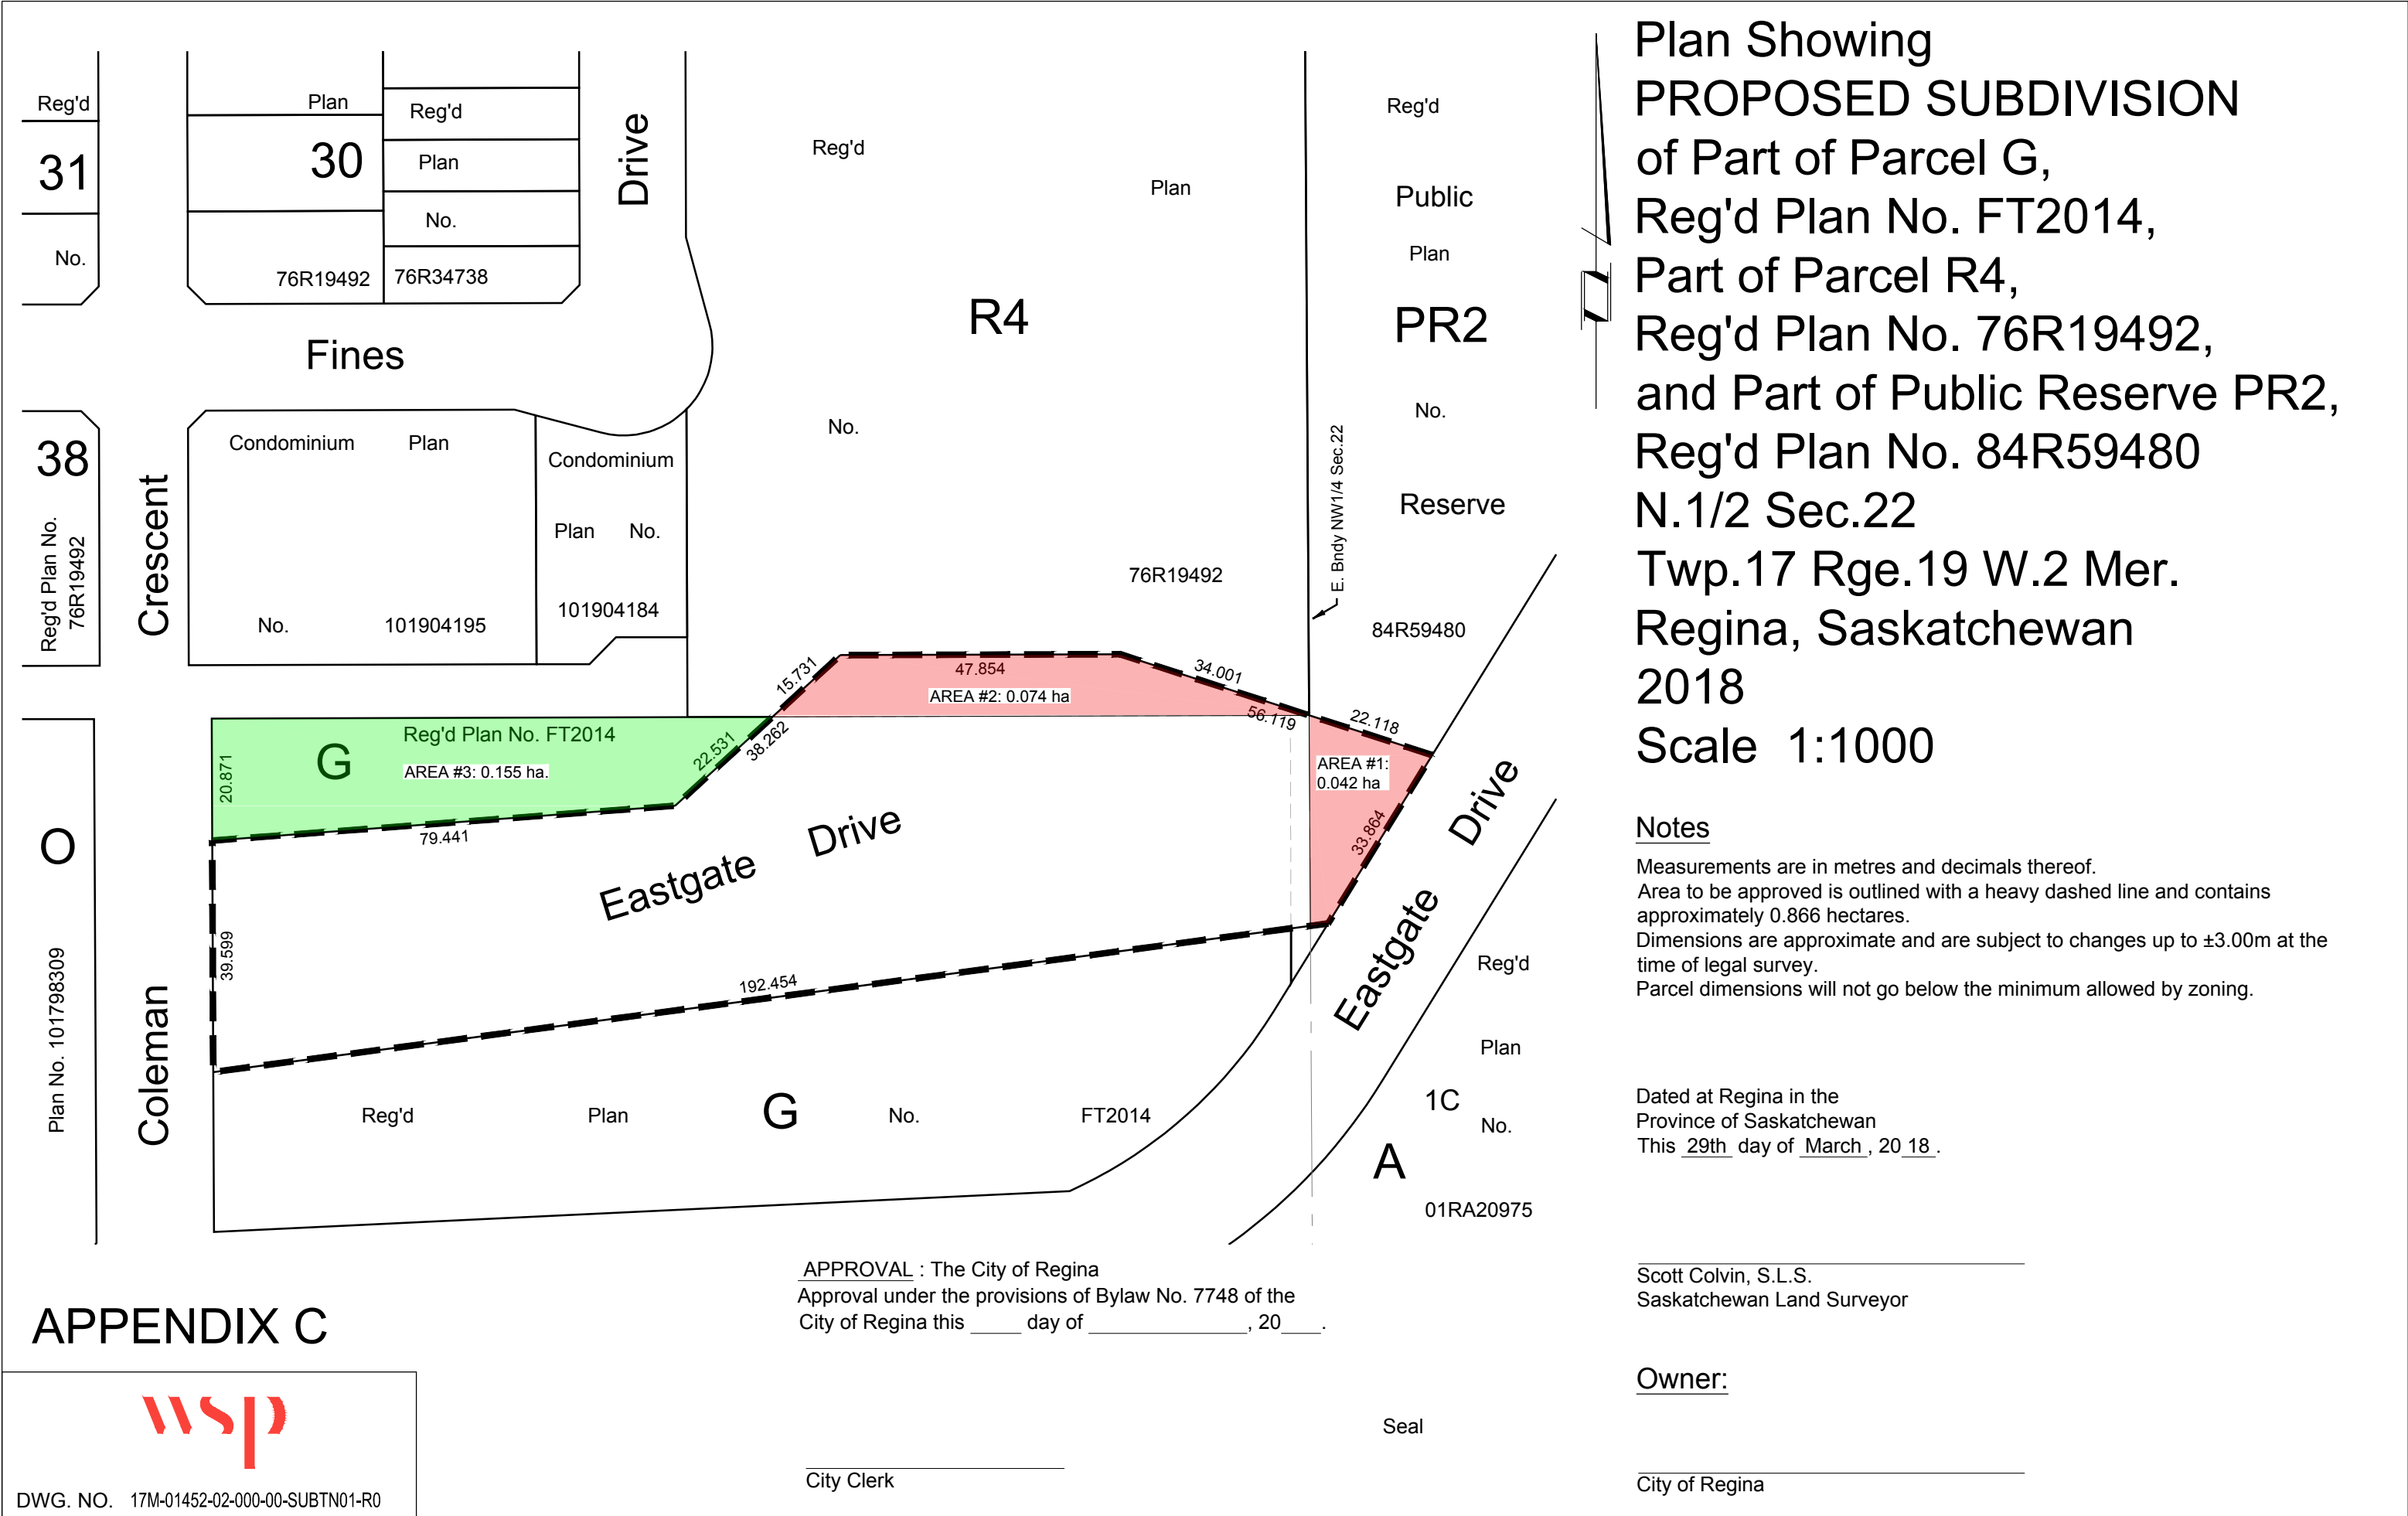 Plan Showing
PROPOSED SUBDIVISION
of Part of Parcel G,
Reg'd Plan No. FT2014,
Part of Parcel R4,
Reg'd Plan No. 76R19492,
and Part of Public Reserve PR2,
Reg'd Plan No. 84R59480
N.1/2 Sec.22
Twp.17 Rge.19 W.2 Mer.
Regina, Saskatchewan
2018
Scale 1:1000
Notes
Measurements are in metres and decimals thereof.
Area to be approved is outlined with a heavy dashed line and contains
approximately 0.866 hectares.
Dimensions are approximate and are subject to changes up to ±3.00m at the
time of legal survey.
Parcel dimensions will not go below the minimum allowed by zoning.
Dated at Regina in the
Province of Saskatchewan
This 29th day of March, 20 18.
Scott Colvin, S.L.S.
Saskatchewan Land Surveyor
Owner:
City of Regina
Reg'd
31
No.
Plan
30
76R19492
Reg'd
Plan
No.
76R34738
Drive
Reg'd
Plan
R4
No.
76R19492
Reg'd
Public
Plan
PR2
No.
Reserve
84R59480
E. Bndy NW1/4 Sec.22
Fines
38
Reg'd Plan No.
76R19492
Crescent
Condominium Plan
No. 101904195
Condominium
Plan No.
101904184
15.731
47.854
AREA #2: 0.074 ha
34.001
56.119
22.118
AREA #1:
0.042 ha
33.864
G
Reg'd Plan No. FT2014
AREA #3: 0.155 ha.
20.871
22.531
38.262
79.441
39.599
192.454
Eastgate Drive
Eastgate Drive
O
Plan No. 101798309
Coleman
Reg'd Plan G No. FT2014
Reg'd
Plan
1C
No.
A
01RA20975
APPROVAL : The City of Regina
Approval under the provisions of Bylaw No. 7748 of the
City of Regina this _____ day of ______________, 20____.
City Clerk
Seal
APPENDIX C
wsp
DWG. NO. 17M-01452-02-000-00-SUBTN01-R0